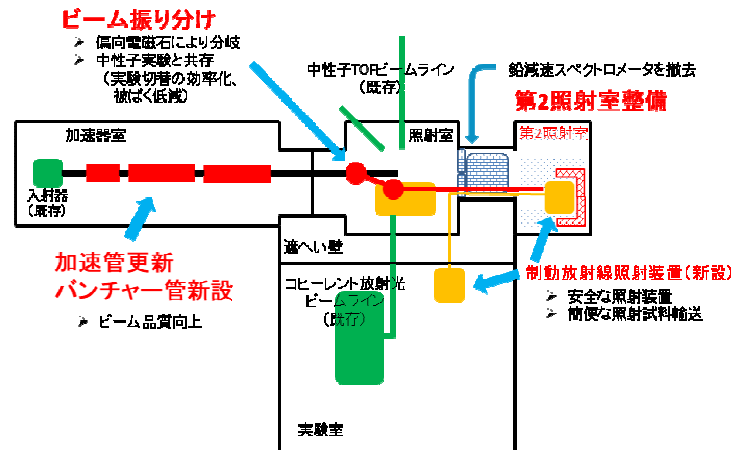 ビーム振り分け
➢ 偏向電磁石により分岐
➢ 中性子実験と共存
（実験切替の効率化、
被ばく低減）
中性子TOFビームライン
（既存）
鉛減速スペクトロメータを撤去
第2照射室整備
加速器室
照射室
第2照射室
入射器
（既存）
加速管更新
バンチャー管新設
➢ ビーム品質向上
遮へい壁
コヒーレント放射光
ビームライン
（既存）
制動放射線照射装置（新設）
➢ 安全な照射装置
➢ 簡便な照射試料輸送
実験室